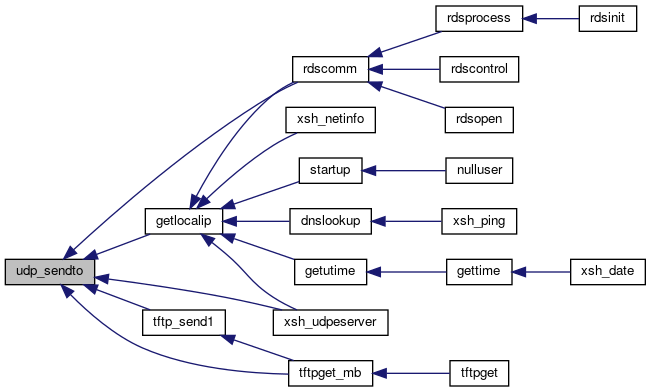 rdsprocess
rdsinit
rdscomm
rdscontrol
rdsopen
xsh_netinfo
startup
nulluser
getlocalip
dnslookup
xsh_ping
udp_sendto
getutime
gettime
xsh_date
tftp_send1
xsh_udpeserver
tftpget_mb
tftpget